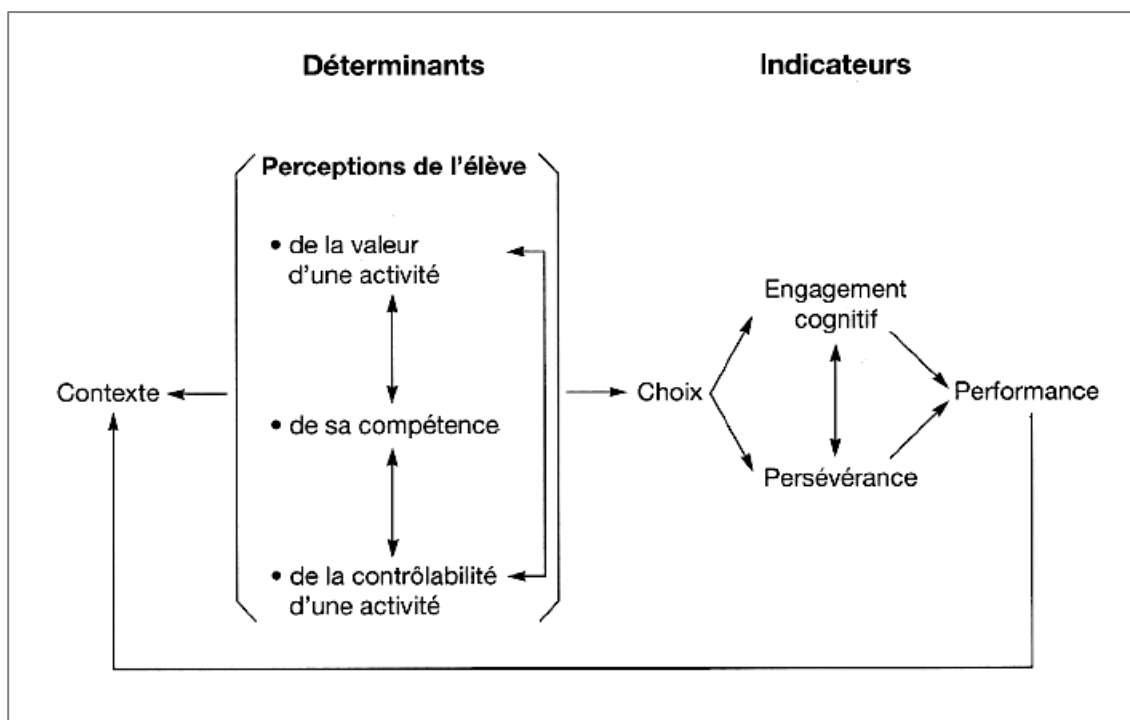 Déterminants
Indicateurs
Perceptions de l'élève
• de la valeur
d'une activité
• de sa compétence
• de la contrôlabilité
d'une activité
Contexte
Choix
Engagement
cognitif
Persévérance
Performance